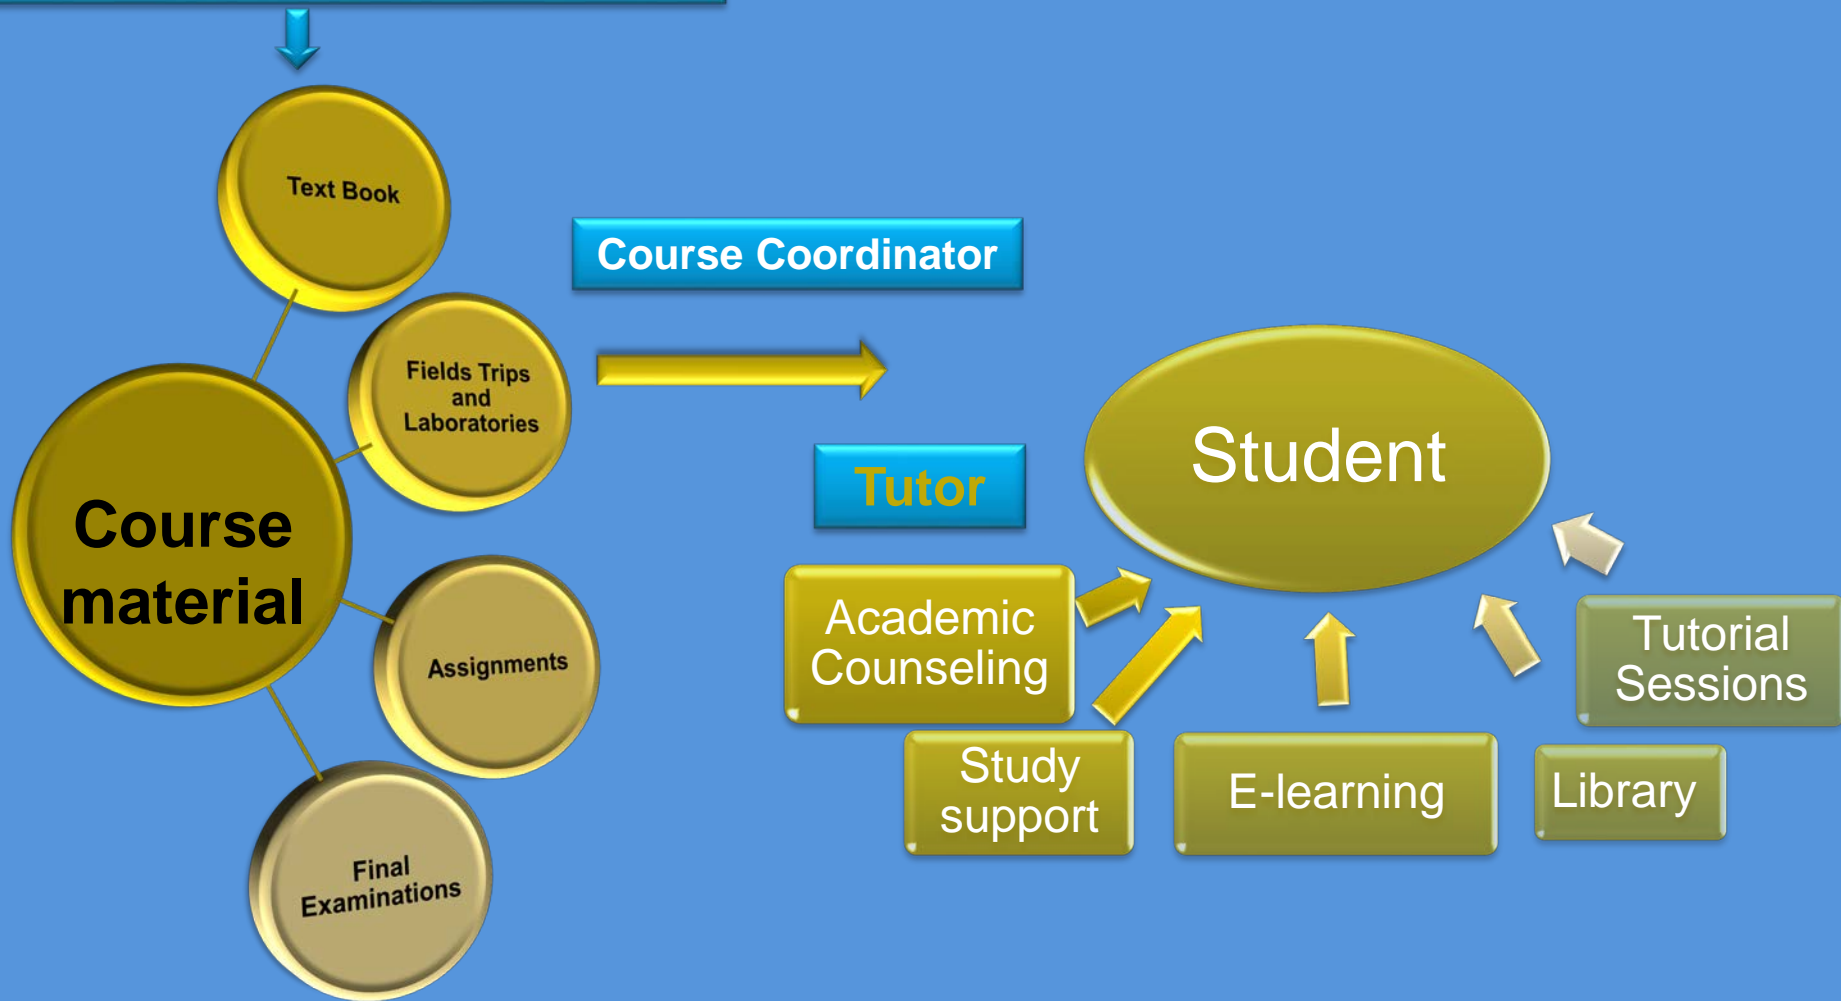 Text Book
Course Coordinator
Fields Trips
and
Laboratories
Student
Tutor
Course
material
Academic
Counseling
Assignments
Tutorial
Sessions
Study
support
E-learning
Library
Final
Examinations